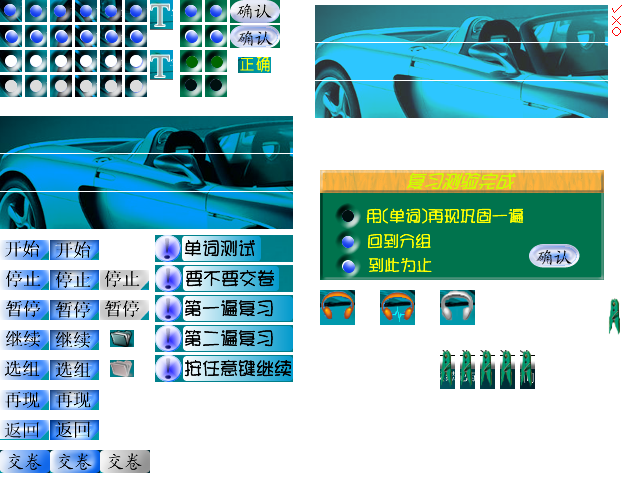 T
确认
确认
T
正确
复习测验完成
用(单词)再现巩固一遍
回到分组
到此为止
确认
开始 开始
停止 停止 停止
暂停 暂停 暂停
继续 继续
选组 选组
再现 再现
返回 返回
交卷 交卷 交卷
单词测试
要不要交卷
第一遍复习
第二遍复习
按任意键继续